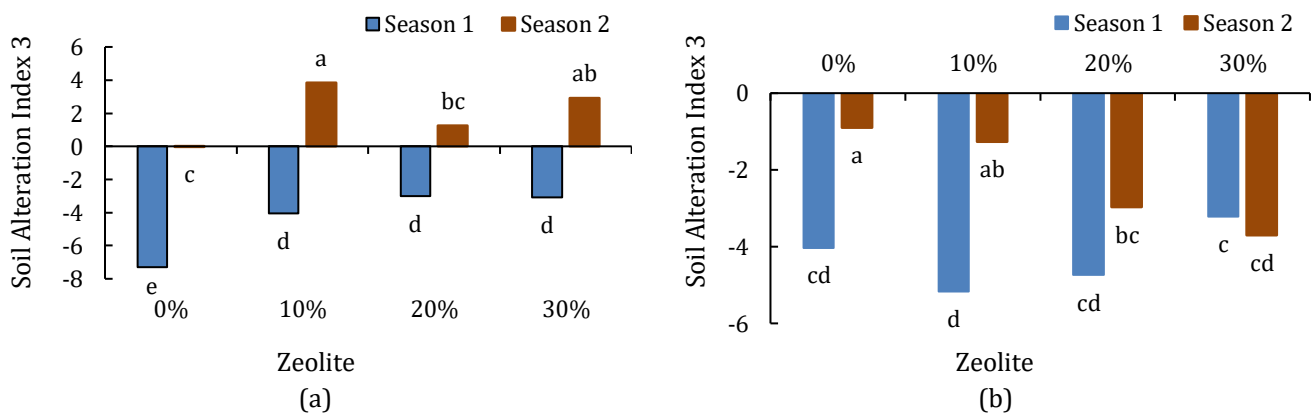 Season 1 Season 2
Soil Alteration Index 3
6
4
2
0
-2
-4
-6
-8
a
ab
bc
c
d
d
d
e
0% 10% 20% 30%
Zeolite
(a)
Season 1 Season 2
Soil Alteration Index 3
0% 10% 20% 30%
0
-2
-4
-6
a
ab
bc
c
cd
cd
cd
d
Zeolite
(b)